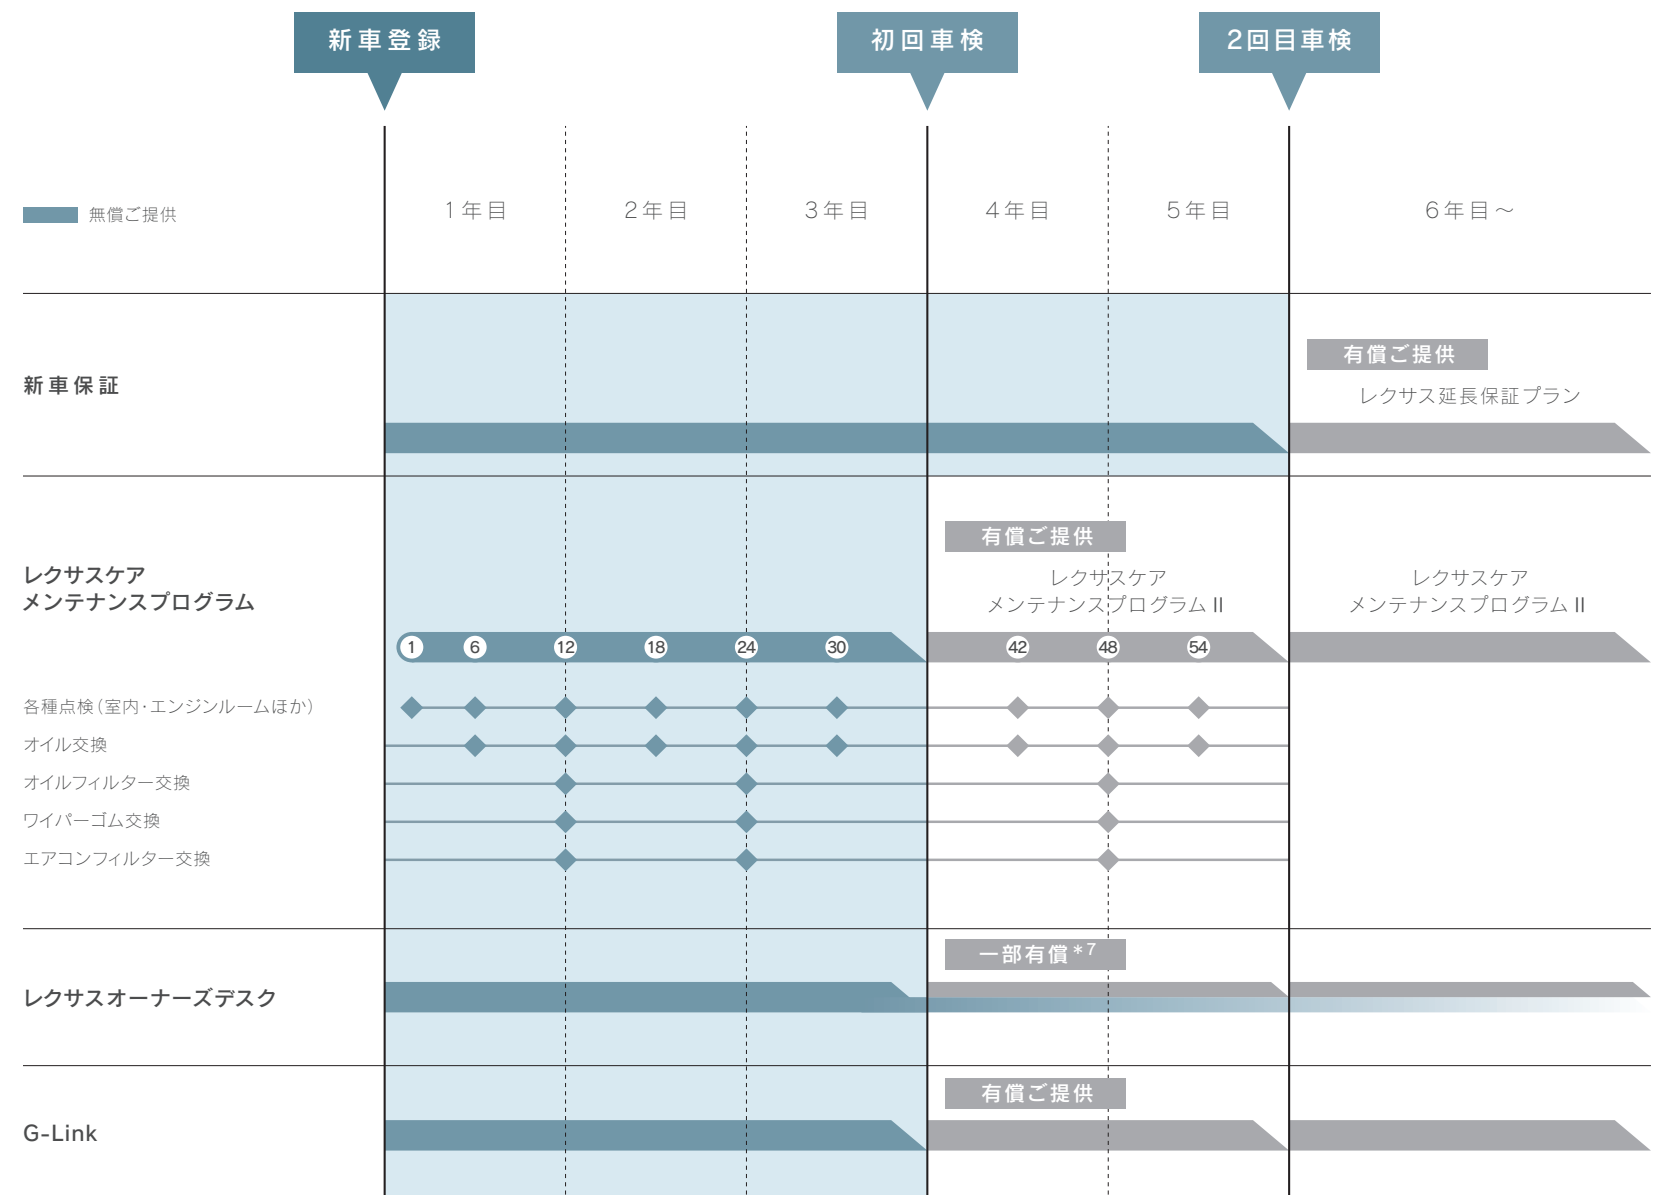 新車登録
初回車検
2回目車検
無償ご提供
1年目
2年目
3年目
4年目
5年目
6年目～
新車保証
有償ご提供
レクサス延長保証プラン
レクサスケア
メンテナンスプログラム
有償ご提供
レクサスケア
メンテナンスプログラムⅡ
レクサスケア
メンテナンスプログラムⅡ
1 6 12 18 24 30 42 48 54
各種点検（室内・エンジンルームほか）
オイル交換
オイルフィルター交換
ワイパーゴム交換
エアコンフィルター交換
レクサスオーナーズデスク
一部有償＊7
G-Link
有償ご提供